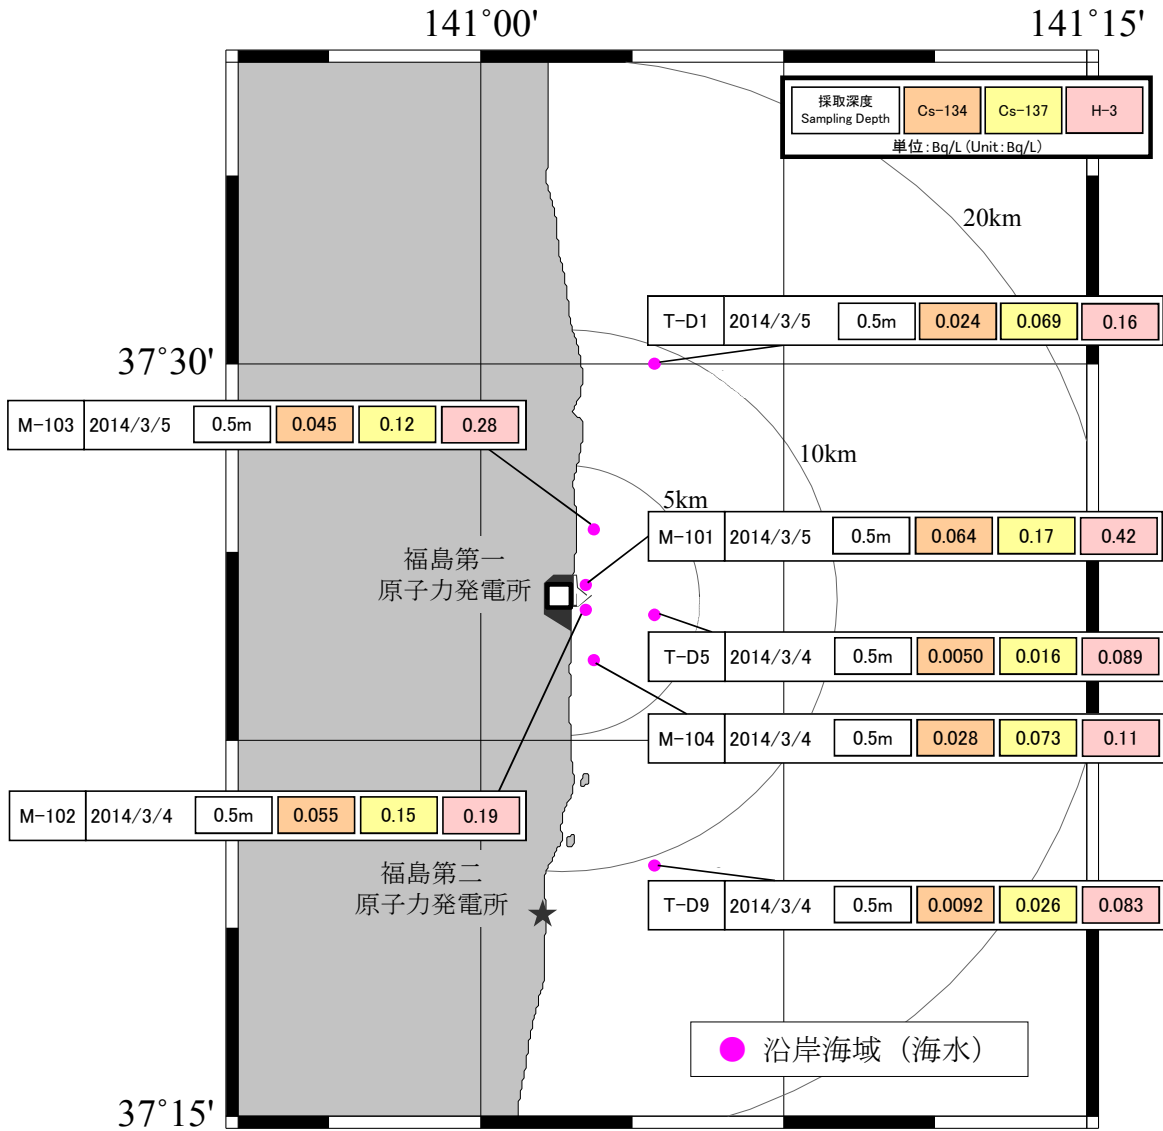 141°00'
141°15'
採取深度
Sampling Depth
Cs-134
Cs-137
H-3
単位:Bq/L (Unit:Bq/L)
20km
T-D1 2014/3/5 0.5m 0.024 0.069 0.16
37°30'
M-103 2014/3/5 0.5m 0.045 0.12 0.28
10km
5km
M-101 2014/3/5 0.5m 0.064 0.17 0.42
福島第一
原子力発電所
T-D5 2014/3/4 0.5m 0.0050 0.016 0.089
M-104 2014/3/4 0.5m 0.028 0.073 0.11
M-102 2014/3/4 0.5m 0.055 0.15 0.19
福島第二
原子力発電所
T-D9 2014/3/4 0.5m 0.0092 0.026 0.083
沿岸海域（海水）
37°15'